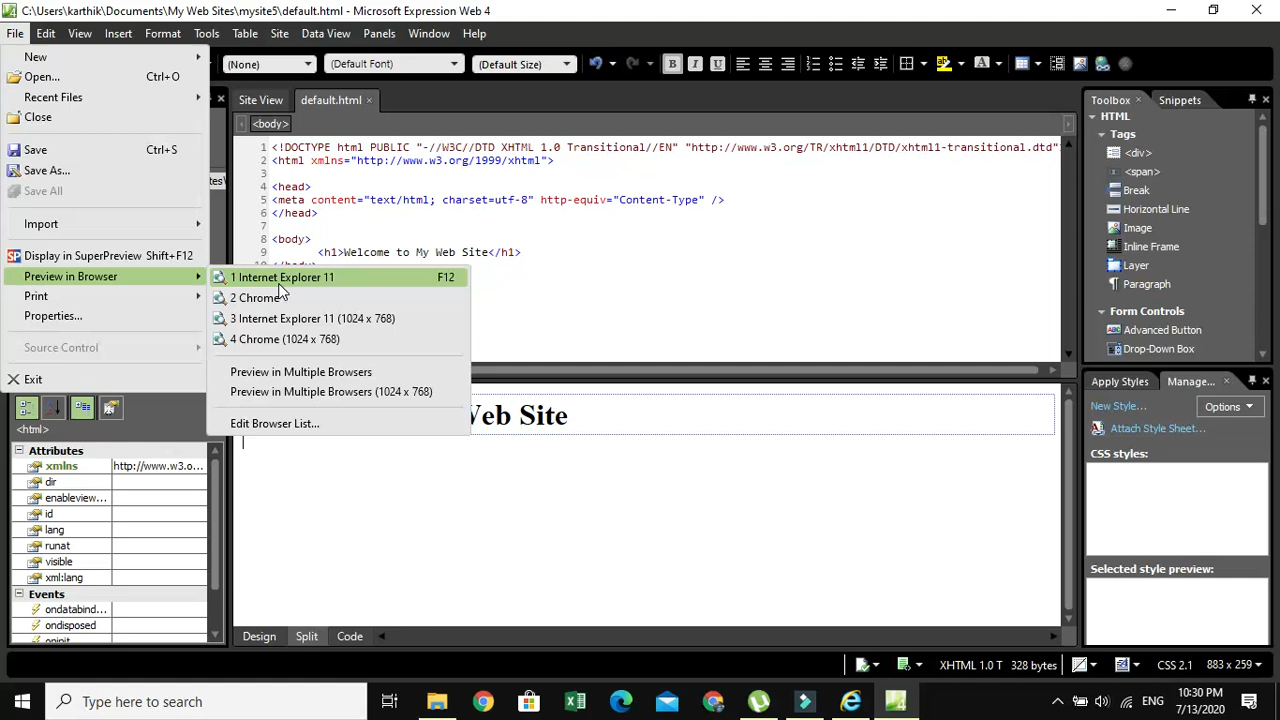 C:\Users\karthik\Documents\My Web Sites\mysite5\default.html - Microsoft Expression Web 4
File Edit View Insert Format Tools Table Site Data View Panels Window Help
New
Open... Ctrl+O
Recent Files
Close
Save Ctrl+S
Save As...
Save All
Import
Display in SuperPreview Shift+F12
Preview in Browser
Print
Properties...
Source Control
Exit
1 Internet Explorer 11 F12
2 Chrome
3 Internet Explorer 11 (1024 x 768)
4 Chrome (1024 x 768)
Preview in Multiple Browsers
Preview in Multiple Browsers (1024 x 768)
Edit Browser List...
(None) (Default Font) (Default Size) B I U
Site View default.html
<body>
1 <!DOCTYPE html PUBLIC "-//W3C//DTD XHTML 1.0 Transitional//EN" "http://www.w3.org/TR/xhtml1/DTD/xhtml1-transitional.dtd"
2 <html xmlns="http://www.w3.org/1999/xhtml">
3
4 <head>
5 <meta content="text/html; charset=utf-8" http-equiv="Content-Type" />
6 </head>
7
8 <body>
9 <h1>Welcome to My Web Site</h1>
Web Site
Design Split Code
<html>
Attributes
xmlns http://www.w3.o...
dir
enableview...
id
lang
runat
visible
xml:lang
Events
ondatabind...
ondisposed
oninit
Toolbox Snippets
HTML
Tags
<div>
<span>
Break
Horizontal Line
Image
Inline Frame
Layer
Paragraph
Form Controls
Advanced Button
Drop-Down Box
Apply Styles Manage...
New Style... Options
Attach Style Sheet...
CSS styles:
Selected style preview:
XHTML 1.0 T 328 bytes CSS 2.1 883 x 259
Type here to search
ENG
10:30 PM
7/13/2020